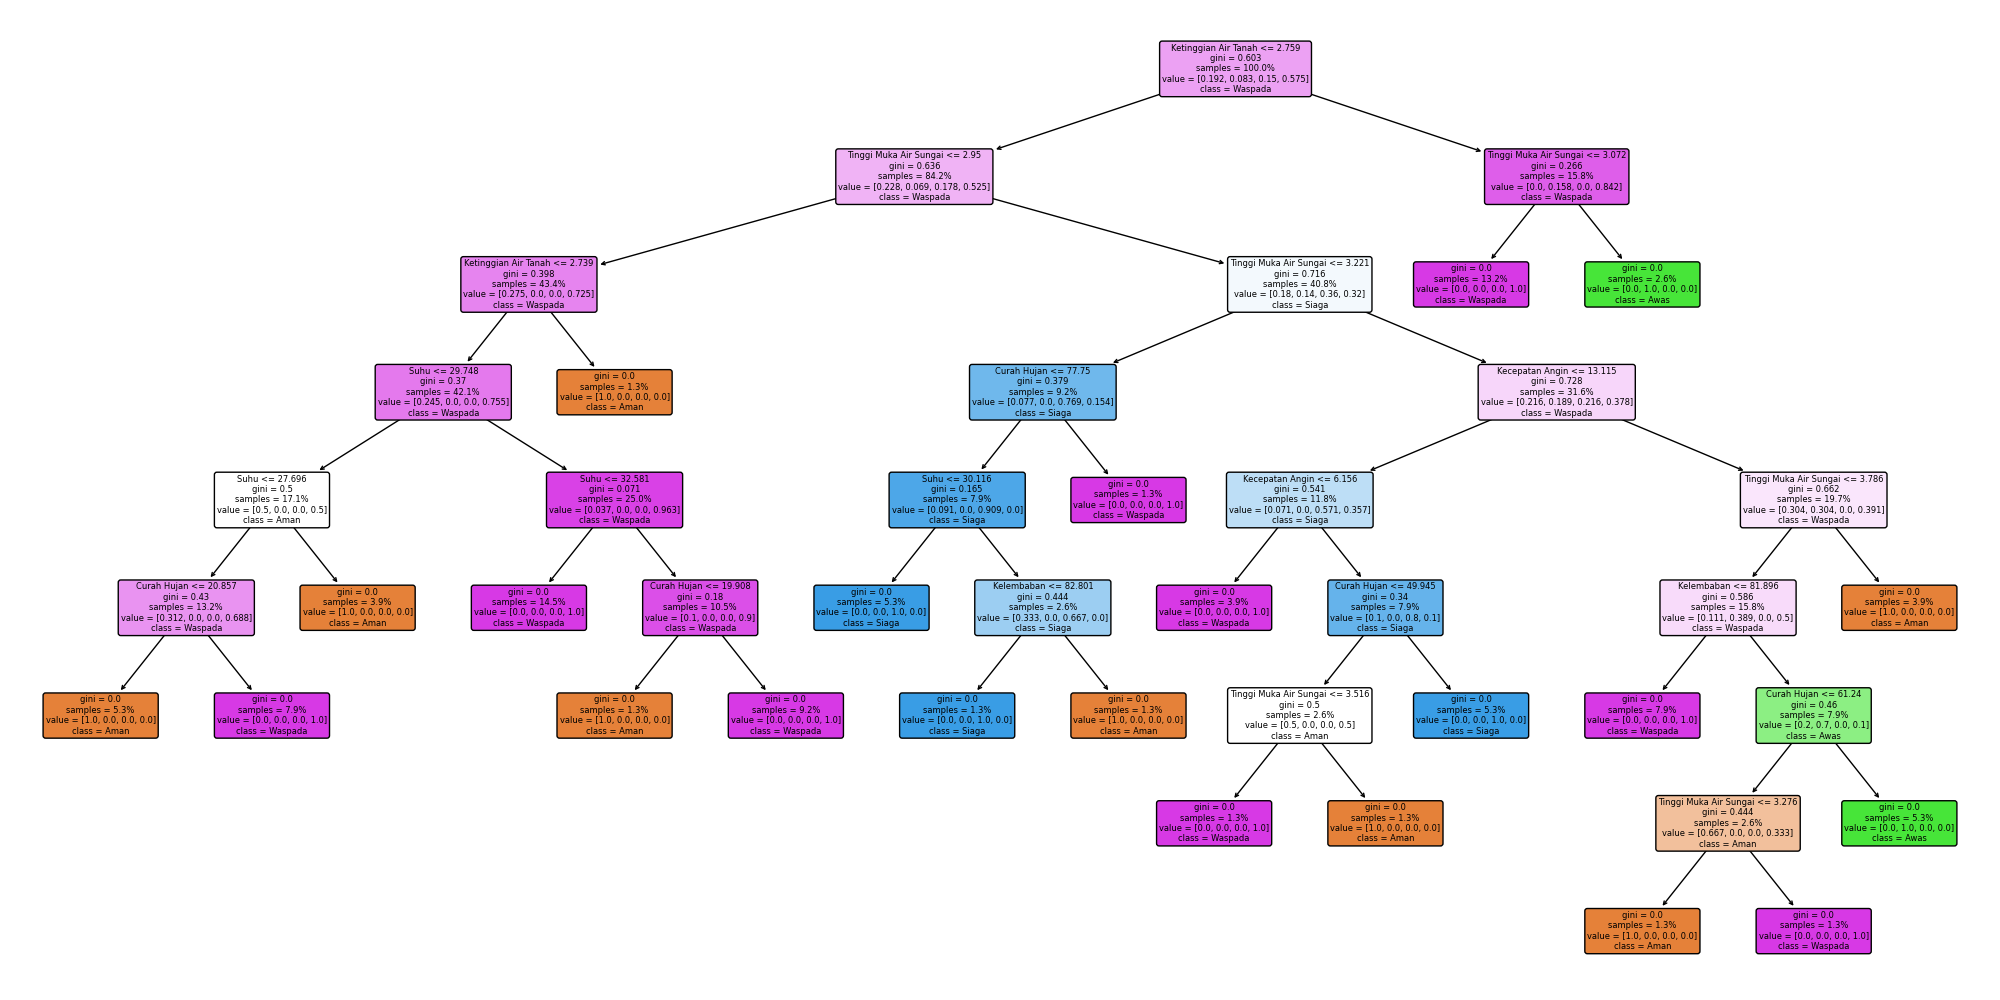 Ketinggian Air Tanah <= 2.759
gini = 0.603
samples = 100.0%
value = [0.192, 0.083, 0.15, 0.575]
class = Waspada
Tinggi Muka Air Sungai <= 2.95
gini = 0.636
samples = 84.2%
value = [0.228, 0.069, 0.178, 0.525]
class = Waspada
Tinggi Muka Air Sungai <= 3.072
gini = 0.266
samples = 15.8%
value = [0.0, 0.158, 0.0, 0.842]
class = Waspada
Ketinggian Air Tanah <= 2.739
gini = 0.398
samples = 43.4%
value = [0.275, 0.0, 0.0, 0.725]
class = Waspada
Tinggi Muka Air Sungai <= 3.221
gini = 0.716
samples = 40.8%
value = [0.18, 0.14, 0.36, 0.32]
class = Siaga
gini = 0.0
samples = 13.2%
value = [0.0, 0.0, 0.0, 1.0]
class = Waspada
gini = 0.0
samples = 2.6%
value = [0.0, 1.0, 0.0, 0.0]
class = Awas
Suhu <= 29.748
gini = 0.37
samples = 42.1%
value = [0.245, 0.0, 0.0, 0.755]
class = Waspada
gini = 0.0
samples = 1.3%
value = [1.0, 0.0, 0.0, 0.0]
class = Aman
Curah Hujan <= 77.75
gini = 0.379
samples = 9.2%
value = [0.077, 0.0, 0.769, 0.154]
class = Siaga
Kecepatan Angin <= 13.115
gini = 0.728
samples = 31.6%
value = [0.216, 0.189, 0.216, 0.378]
class = Waspada
Suhu <= 27.696
gini = 0.5
samples = 17.1%
value = [0.5, 0.0, 0.0, 0.5]
class = Aman
Suhu <= 32.581
gini = 0.071
samples = 25.0%
value = [0.037, 0.0, 0.0, 0.963]
class = Waspada
Suhu <= 30.116
gini = 0.165
samples = 7.9%
value = [0.091, 0.0, 0.909, 0.0]
class = Siaga
gini = 0.0
samples = 1.3%
value = [0.0, 0.0, 0.0, 1.0]
class = Waspada
Kecepatan Angin <= 6.156
gini = 0.541
samples = 11.8%
value = [0.071, 0.0, 0.571, 0.357]
class = Siaga
Tinggi Muka Air Sungai <= 3.786
gini = 0.662
samples = 19.7%
value = [0.304, 0.304, 0.0, 0.391]
class = Waspada
Curah Hujan <= 20.857
gini = 0.43
samples = 13.2%
value = [0.312, 0.0, 0.0, 0.688]
class = Waspada
gini = 0.0
samples = 3.9%
value = [1.0, 0.0, 0.0, 0.0]
class = Aman
gini = 0.0
samples = 14.5%
value = [0.0, 0.0, 0.0, 1.0]
class = Waspada
Curah Hujan <= 19.908
gini = 0.18
samples = 10.5%
value = [0.1, 0.0, 0.0, 0.9]
class = Waspada
gini = 0.0
samples = 5.3%
value = [0.0, 0.0, 1.0, 0.0]
class = Siaga
Kelembaban <= 82.801
gini = 0.444
samples = 2.6%
value = [0.333, 0.0, 0.667, 0.0]
class = Siaga
gini = 0.0
samples = 3.9%
value = [0.0, 0.0, 0.0, 1.0]
class = Waspada
Curah Hujan <= 49.945
gini = 0.34
samples = 7.9%
value = [0.1, 0.0, 0.8, 0.1]
class = Siaga
Kelembaban <= 81.896
gini = 0.586
samples = 15.8%
value = [0.111, 0.389, 0.0, 0.5]
class = Waspada
gini = 0.0
samples = 3.9%
value = [1.0, 0.0, 0.0, 0.0]
class = Aman
gini = 0.0
samples = 5.3%
value = [1.0, 0.0, 0.0, 0.0]
class = Aman
gini = 0.0
samples = 7.9%
value = [0.0, 0.0, 0.0, 1.0]
class = Waspada
gini = 0.0
samples = 1.3%
value = [1.0, 0.0, 0.0, 0.0]
class = Aman
gini = 0.0
samples = 9.2%
value = [0.0, 0.0, 0.0, 1.0]
class = Waspada
gini = 0.0
samples = 1.3%
value = [0.0, 0.0, 1.0, 0.0]
class = Siaga
gini = 0.0
samples = 1.3%
value = [1.0, 0.0, 0.0, 0.0]
class = Aman
Tinggi Muka Air Sungai <= 3.516
gini = 0.5
samples = 2.6%
value = [0.5, 0.0, 0.0, 0.5]
class = Aman
gini = 0.0
samples = 5.3%
value = [0.0, 0.0, 1.0, 0.0]
class = Siaga
gini = 0.0
samples = 7.9%
value = [0.0, 0.0, 0.0, 1.0]
class = Waspada
Curah Hujan <= 61.24
gini = 0.46
samples = 7.9%
value = [0.2, 0.7, 0.0, 0.1]
class = Awas
gini = 0.0
samples = 1.3%
value = [0.0, 0.0, 0.0, 1.0]
class = Waspada
gini = 0.0
samples = 1.3%
value = [1.0, 0.0, 0.0, 0.0]
class = Aman
Tinggi Muka Air Sungai <= 3.276
gini = 0.444
samples = 2.6%
value = [0.667, 0.0, 0.0, 0.333]
class = Aman
gini = 0.0
samples = 5.3%
value = [0.0, 1.0, 0.0, 0.0]
class = Awas
gini = 0.0
samples = 1.3%
value = [1.0, 0.0, 0.0, 0.0]
class = Aman
gini = 0.0
samples = 1.3%
value = [0.0, 0.0, 0.0, 1.0]
class = Waspada